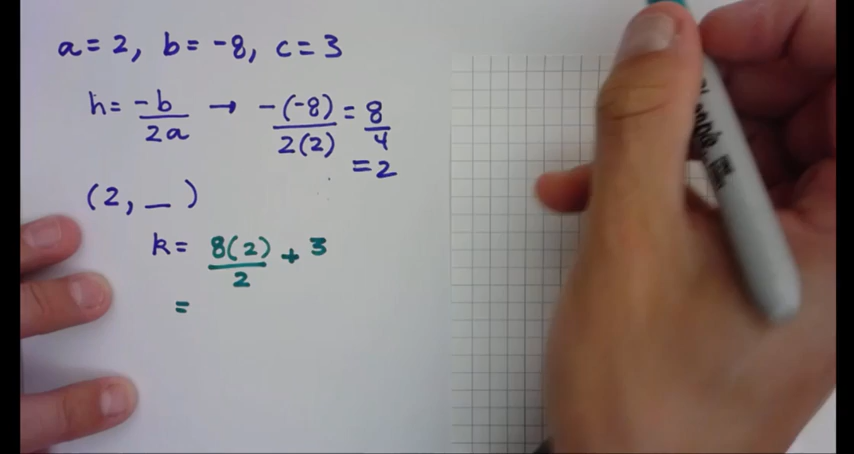 a = 2, b = -8, c = 3
h = -b/2a → -(-8)/2(2) = 8/4
= 2
(2, _ )
k = 8(2)/2 + 3
=